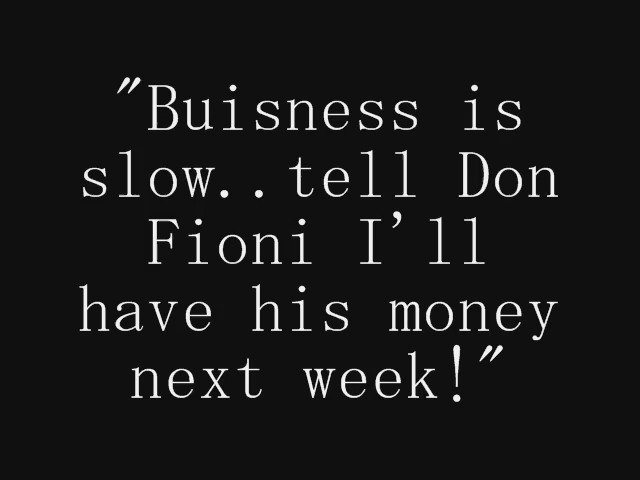 "Buisness is
slow..tell Don
Fioni I'll
have his money
next week!"